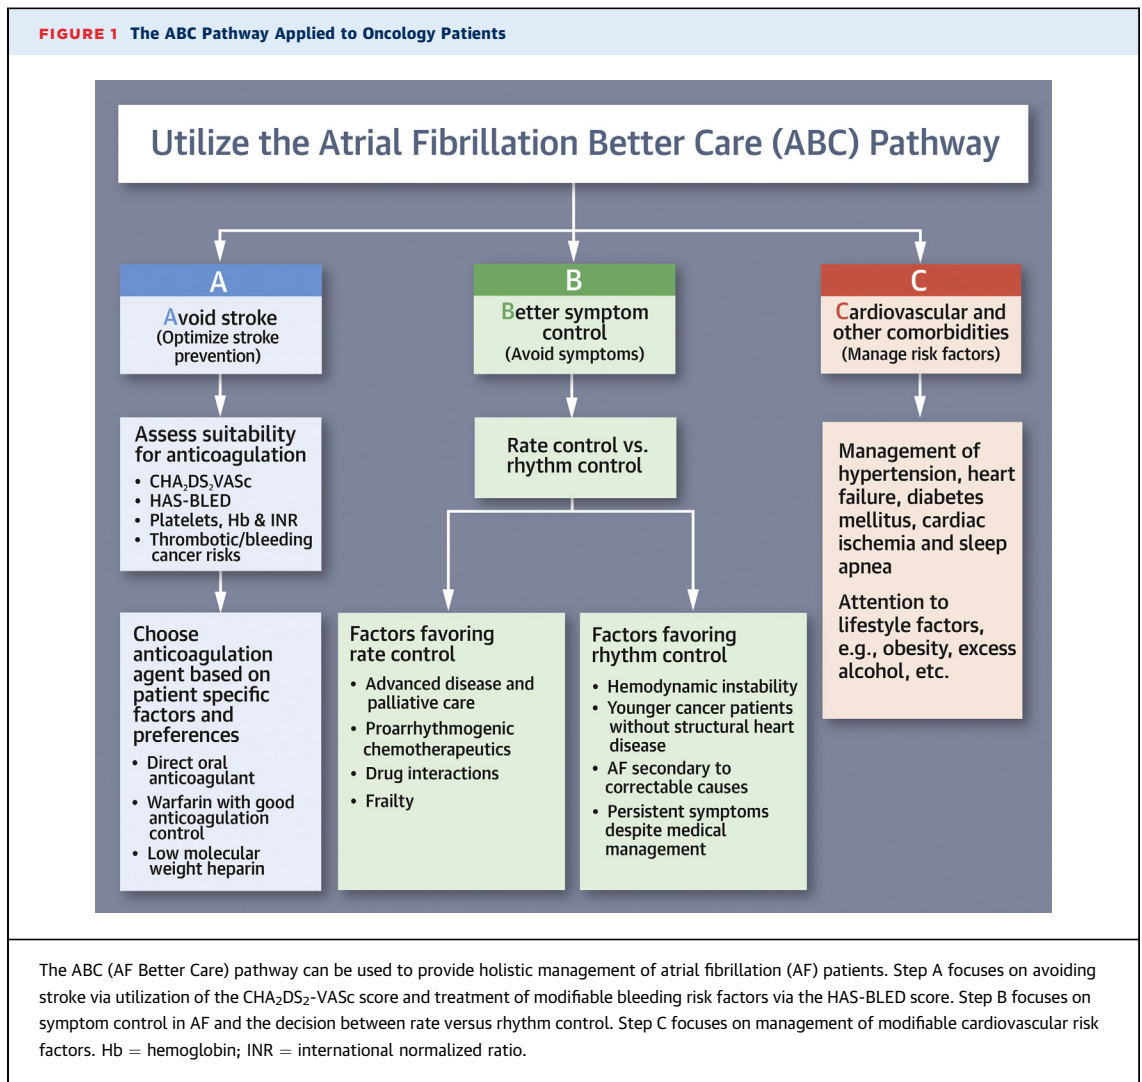 FIGURE 1 The ABC Pathway Applied to Oncology Patients
Utilize the Atrial Fibrillation Better Care (ABC) Pathway
A
Avoid stroke
(Optimize stroke
prevention)
Assess suitability
for anticoagulation
• CHA₂DS₂VASc
• HAS-BLED
• Platelets, Hb & INR
• Thrombotic/bleeding
cancer risks
Choose
anticoagulation
agent based on
patient specific
factors and
preferences
• Direct oral
anticoagulant
• Warfarin with good
anticoagulation
control
• Low molecular
weight heparin
B
Better symptom
control
(Avoid symptoms)
Rate control vs.
rhythm control
Factors favoring
rate control
• Advanced disease and
palliative care
• Proarrhythmogenic
chemotherapeutics
• Drug interactions
• Frailty
Factors favoring
rhythm control
• Hemodynamic instability
• Younger cancer patients
without structural heart
disease
• AF secondary to
correctable causes
• Persistent symptoms
despite medical
management
C
Cardiovascular and
other comorbidities
(Manage risk factors)
Management of
hypertension, heart
failure, diabetes
mellitus, cardiac
ischemia and sleep
apnea
Attention to
lifestyle factors,
e.g., obesity, excess
alcohol, etc.
The ABC (AF Better Care) pathway can be used to provide holistic management of atrial fibrillation (AF) patients. Step A focuses on avoiding
stroke via utilization of the CHA₂DS₂-VASc score and treatment of modifiable bleeding risk factors via the HAS-BLED score. Step B focuses on
symptom control in AF and the decision between rate versus rhythm control. Step C focuses on management of modifiable cardiovascular risk
factors. Hb = hemoglobin; INR = international normalized ratio.